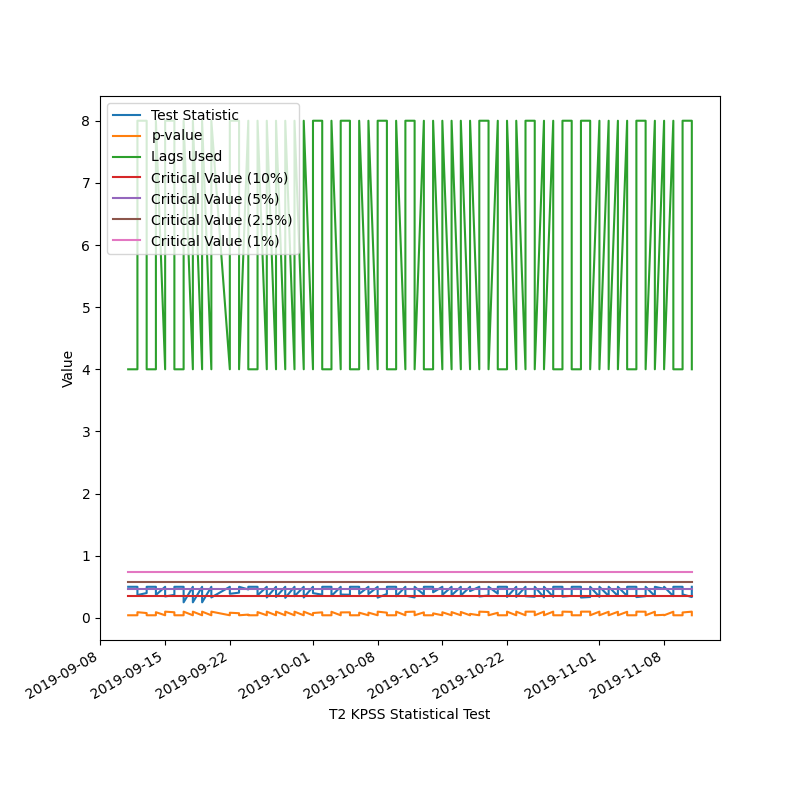 Test Statistic
p-value
Lags Used
Critical Value (10%)
Critical Value (5%)
Critical Value (2.5%)
Critical Value (1%)
8
7
6
5
4
3
2
1
0
Value
2019-09-08
2019-09-15
2019-09-22
2019-10-01
2019-10-08
2019-10-15
2019-10-22
2019-11-01
2019-11-08
T2 KPSS Statistical Test